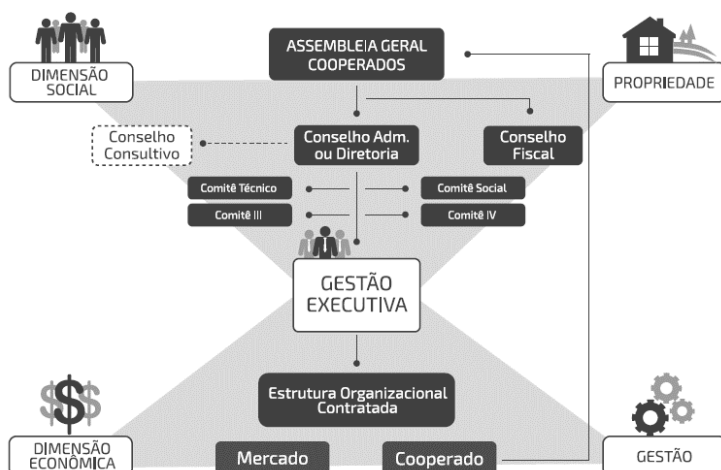 ASSEMBLEIA GERAL
COOPERADOS
DIMENSÃO
SOCIAL
PROPRIEDADE
Conselho
Consultivo
Conselho Adm.
ou Diretoria
Conselho
Fiscal
Comitê Técnico
Comitê Social
Comitê III
Comitê IV
GESTÃO
EXECUTIVA
Estrutura Organizacional
Contratada
DIMENSÃO
ECONÔMICA
Mercado
Cooperado
GESTÃO